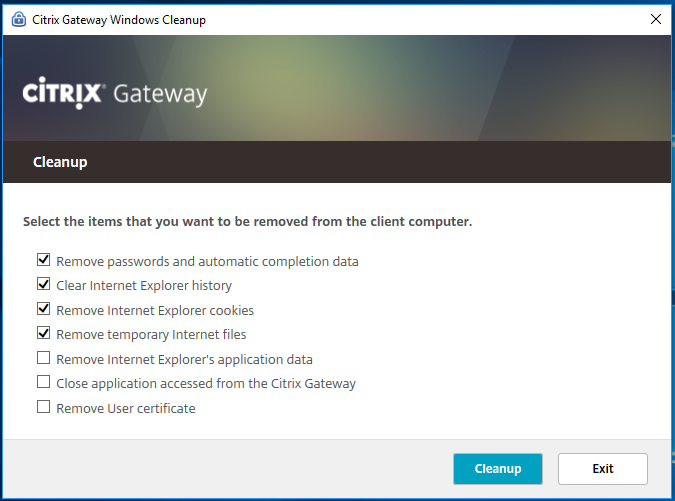 Citrix Gateway Windows Cleanup
CİTRIX Gateway
Cleanup
Select the items that you want to be removed from the client computer.
Remove passwords and automatic completion data
Clear Internet Explorer history
Remove Internet Explorer cookies
Remove temporary Internet files
Remove Internet Explorer's application data
Close application accessed from the Citrix Gateway
Remove User certificate
Cleanup Exit